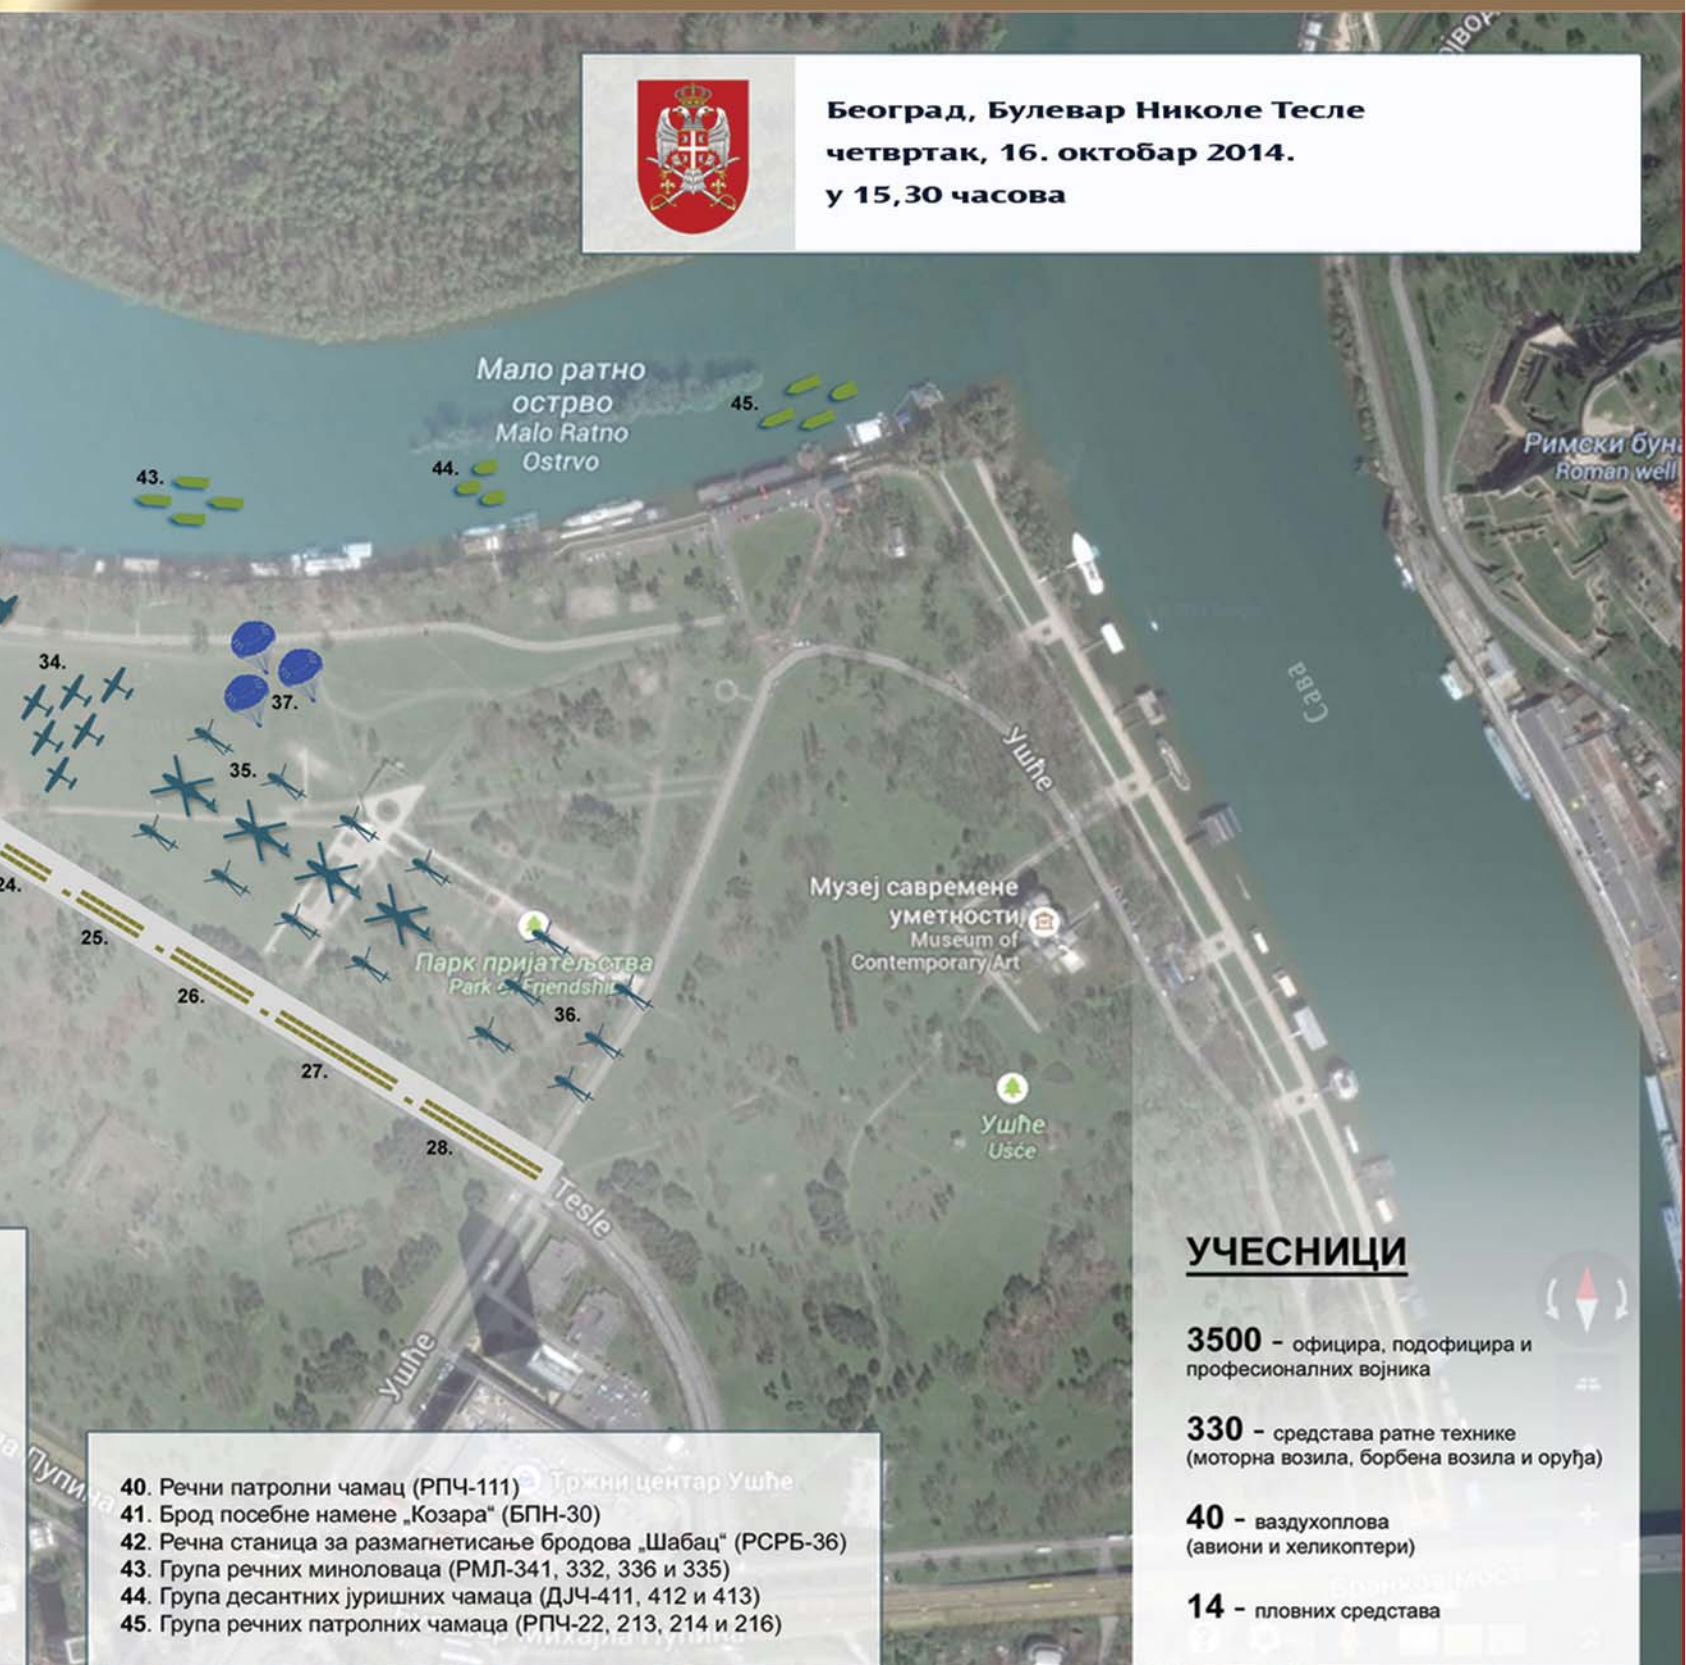 Београд, Булевар Николе Тесле
четвртак, 16. октобар 2014.
у 15,30 часова
Мало ратно
острво
Malo Ratno
Ostrvo
45.
44.
43.
Римски
Roman well
Сава
34.
37.
35.
Ушће
24.
25.
26.
27.
28.
Музеј савремене
уметности
Museum of
Contemporary Art
Парк пријатељства
Park of Friendship
36.
Ушће
Ušće
Tesle
Ушће
Пупина
Тржни центар Ушће
40. Речни патролни чамац (РПЧ-111)
41. Брод посебне намене „Козара“ (БПН-30)
42. Речна станица за размагнетисање бродова „Шабац“ (РСРБ-36)
43. Група речних миноловаца (РМЛ-341, 332, 336 и 335)
44. Група десантних јуришних чамаца (ДЈЧ-411, 412 и 413)
45. Група речних патролних чамаца (РПЧ-22, 213, 214 и 216)
Михајла Пупина
УЧЕСНИЦИ
3500 - официра, подофицира и
професионалних војника
330 - средстава ратне технике
(моторна возила, борбена возила и оруђа)
40 - ваздухоплова
(авиони и хеликоптери)
14 - пловних средстава